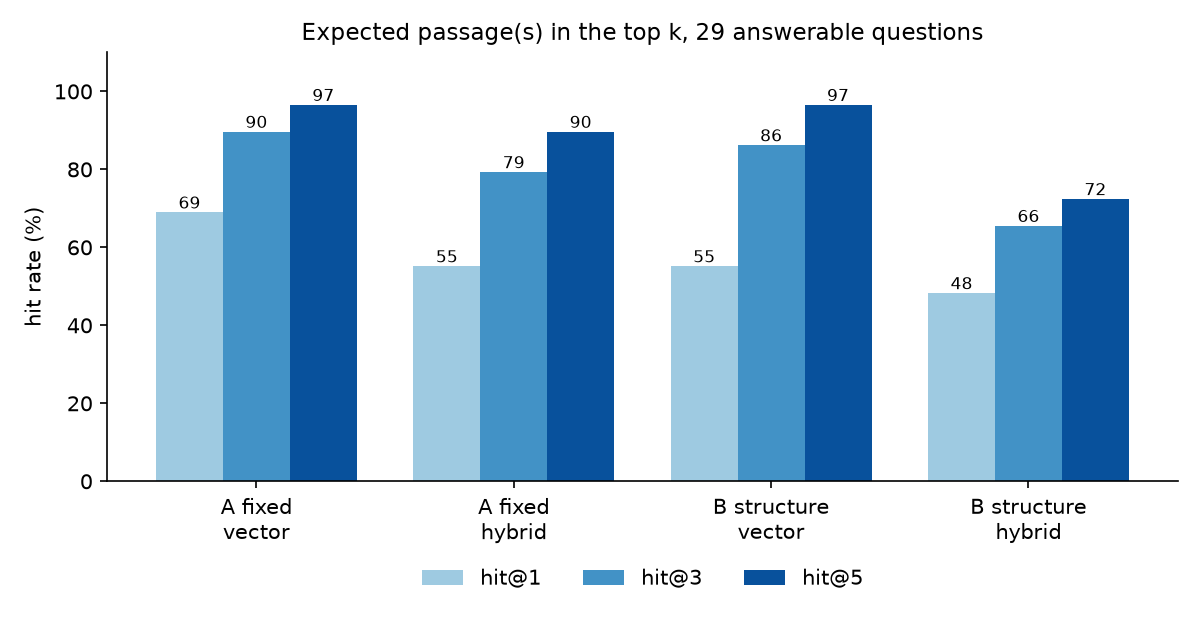 Expected passage(s) in the top k, 29 answerable questions
hit rate (%)
100
80
60
40
20
0
69
90
97
55
79
90
55
86
97
48
66
72
A fixed
vector
A fixed
hybrid
B structure
vector
B structure
hybrid
hit@1
hit@3
hit@5